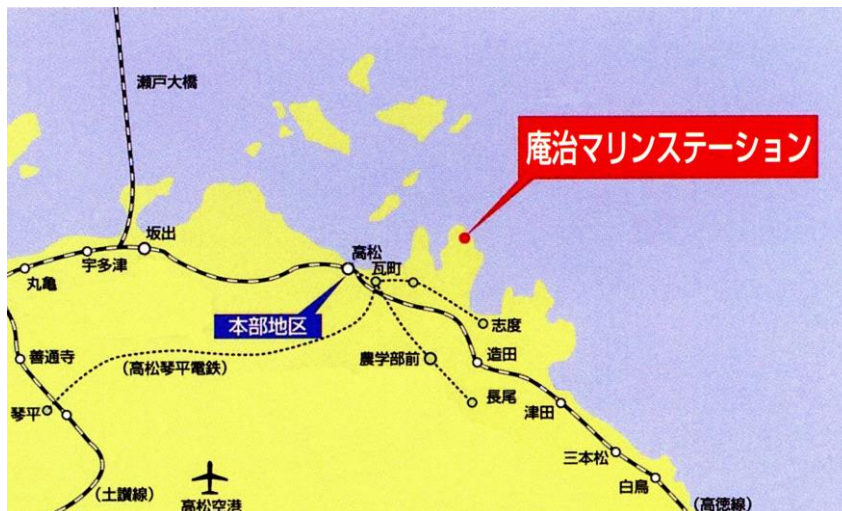 瀬戸大橋
庵治マリンステーション
坂出
高松
宇多津
瓦町
丸亀
本部地区
志度
善通寺
農学部前
造田
(高松琴平電鉄)
長尾
琴平
津田
三本松
白鳥
(土讃線)
高松空港
(高徳線)